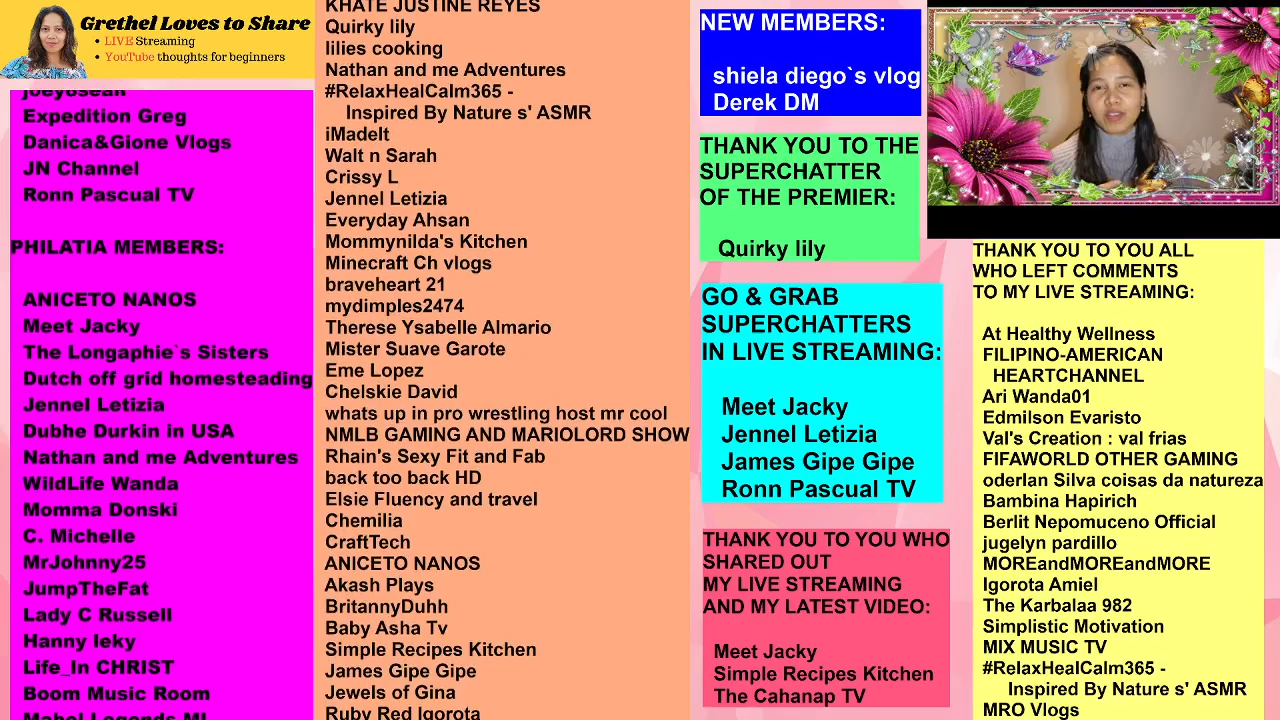 Grethel Loves to Share
• LIVE Streaming
• YouTube thoughts for beginners
joeyosean
Expedition Greg
Danica&Gione Vlogs
JN Channel
Ronn Pascual TV
PHILATIA MEMBERS:
ANICETO NANOS
Meet Jacky
The Longaphie`s Sisters
Dutch off grid homesteading
Jennel Letizia
Dubhe Durkin in USA
Nathan and me Adventures
WildLife Wanda
Momma Donski
C. Michelle
MrJohnny25
JumpTheFat
Lady C Russell
Hanny leky
Life_In CHRIST
Boom Music Room
Mabel Legends ML
KHATE JUSTINE REYES
Quirky lily
lilies cooking
Nathan and me Adventures
#RelaxHealCalm365 -
Inspired By Nature s' ASMR
iMadeIt
Walt n Sarah
Crissy L
Jennel Letizia
Everyday Ahsan
Mommynilda's Kitchen
Minecraft Ch vlogs
braveheart 21
mydimples2474
Therese Ysabelle Almario
Mister Suave Garote
Eme Lopez
Chelskie David
whats up in pro wrestling host mr cool
NMLB GAMING AND MARIOLORD SHOW
Rhain's Sexy Fit and Fab
back too back HD
Elsie Fluency and travel
Chemilia
CraftTech
ANICETO NANOS
Akash Plays
BritannyDuhh
Baby Asha Tv
Simple Recipes Kitchen
James Gipe Gipe
Jewels of Gina
Ruby Red Igorota
NEW MEMBERS:
shiela diego`s vlog
Derek DM
THANK YOU TO THE
SUPERCHATTER
OF THE PREMIER:
Quirky lily
GO & GRAB
SUPERCHATTERS
IN LIVE STREAMING:
Meet Jacky
Jennel Letizia
James Gipe Gipe
Ronn Pascual TV
THANK YOU TO YOU WHO
SHARED OUT
MY LIVE STREAMING
AND MY LATEST VIDEO:
Meet Jacky
Simple Recipes Kitchen
The Cahanap TV
THANK YOU TO YOU ALL
WHO LEFT COMMENTS
TO MY LIVE STREAMING:
At Healthy Wellness
FILIPINO-AMERICAN
HEARTCHANNEL
Ari Wanda01
Edmilson Evaristo
Val's Creation : val frias
FIFAWORLD OTHER GAMING
oderlan Silva coisas da natureza
Bambina Hapirich
Berlit Nepomuceno Official
jugelyn pardillo
MOREandMOREandMORE
Igorota Amiel
The Karbalaa 982
Simplistic Motivation
MIX MUSIC TV
#RelaxHealCalm365 -
Inspired By Nature s' ASMR
MRO Vlogs